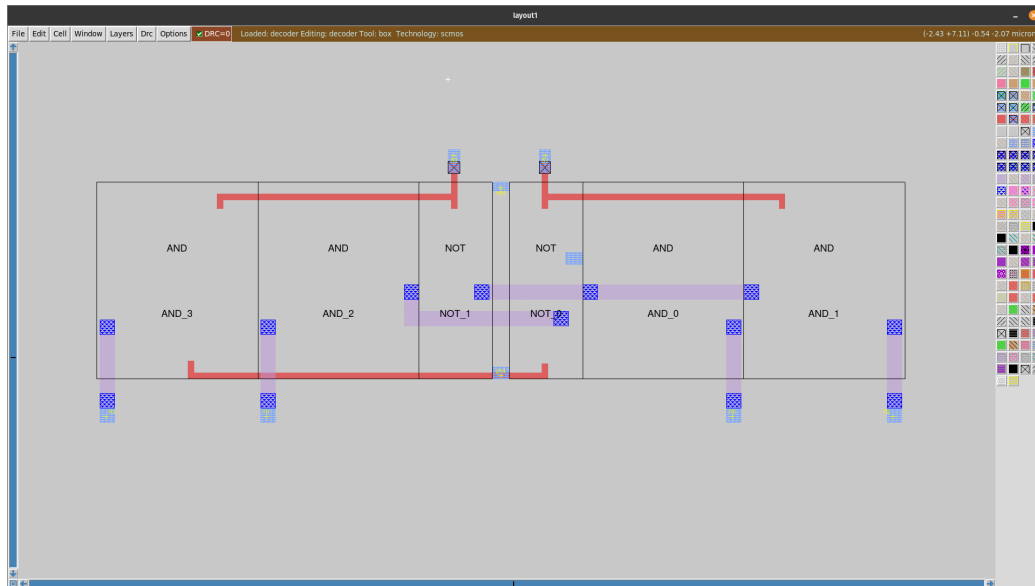 layout1
File Edit Cell Window Layers Drc Options DRC=0 Loaded: decoder Editing: decoder Tool: box Technology: scmos (-2.43 +7.11) -0.54 -2.07 micron
AND AND NOT NOT AND AND
AND_3 AND_2 NOT_1 AND_0 AND_1